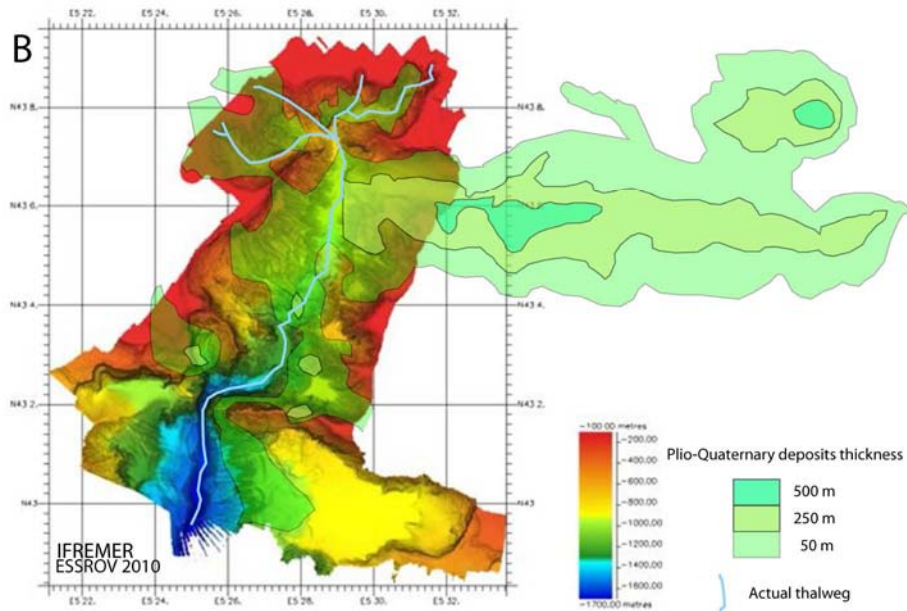 B
E5 22. E5 24. E5 26. E5 28. E5 30. E5 32.
N43 8. N43 8.
N43 6.
N43 4. N43 4.
N43 2. N43 2.
N43 N43
IFREMER
ESSROV 2010
E5 22. E5 24. E5 26. E5 28. E5 30. E5 32.
-100.00 metres
-200.00
-400.00
-600.00
-800.00
-1000.00
-1200.00
-1400.00
-1600.00
-1700.00 metres
Plio-Quaternary deposits thickness
500 m
250 m
50 m
Actual thalweg